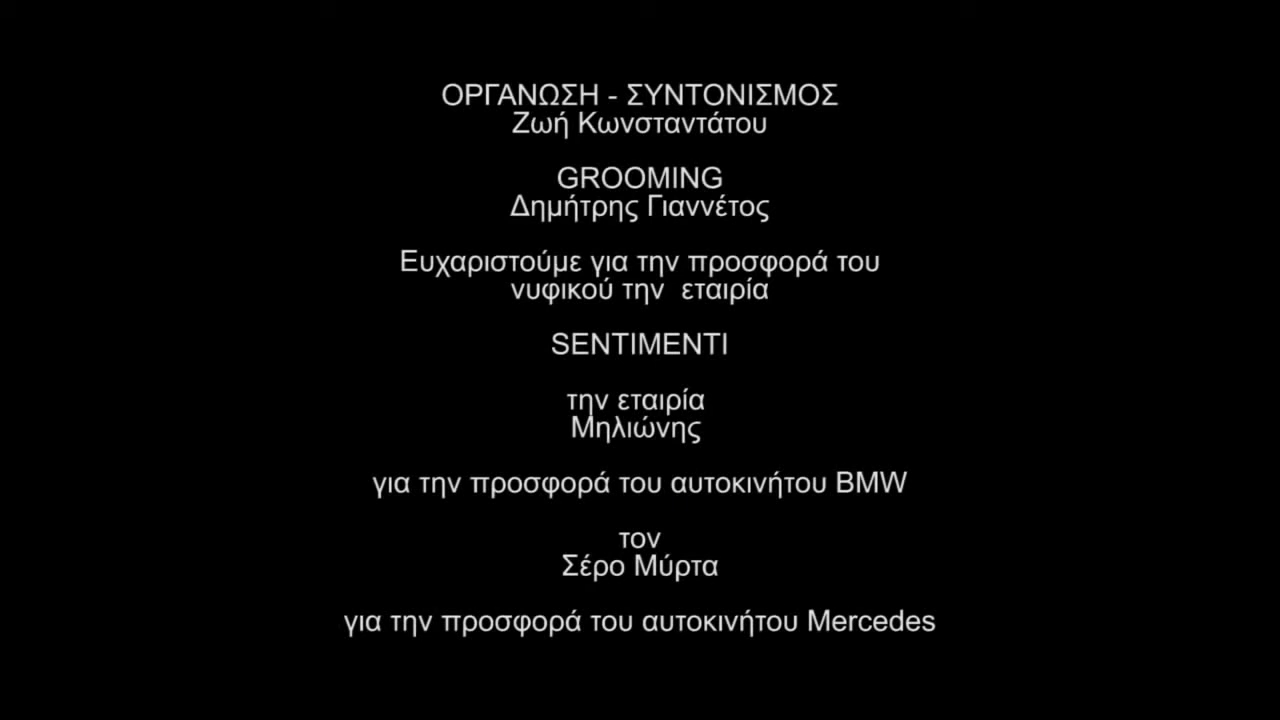 ΟΡΓΑΝΩΣΗ - ΣΥΝΤΟΝΙΣΜΟΣ
Ζωή Κωνσταντάτου
GROOMING
Δημήτρης Γιαννέτος
Ευχαριστούμε για την προσφορά του
νυφικού την  εταιρία
SENTIMENTI
την εταιρία
Μηλιώνης
για την προσφορά του αυτοκινήτου BMW
τον
Σέρο Μύρτα
για την προσφορά του αυτοκινήτου Mercedes